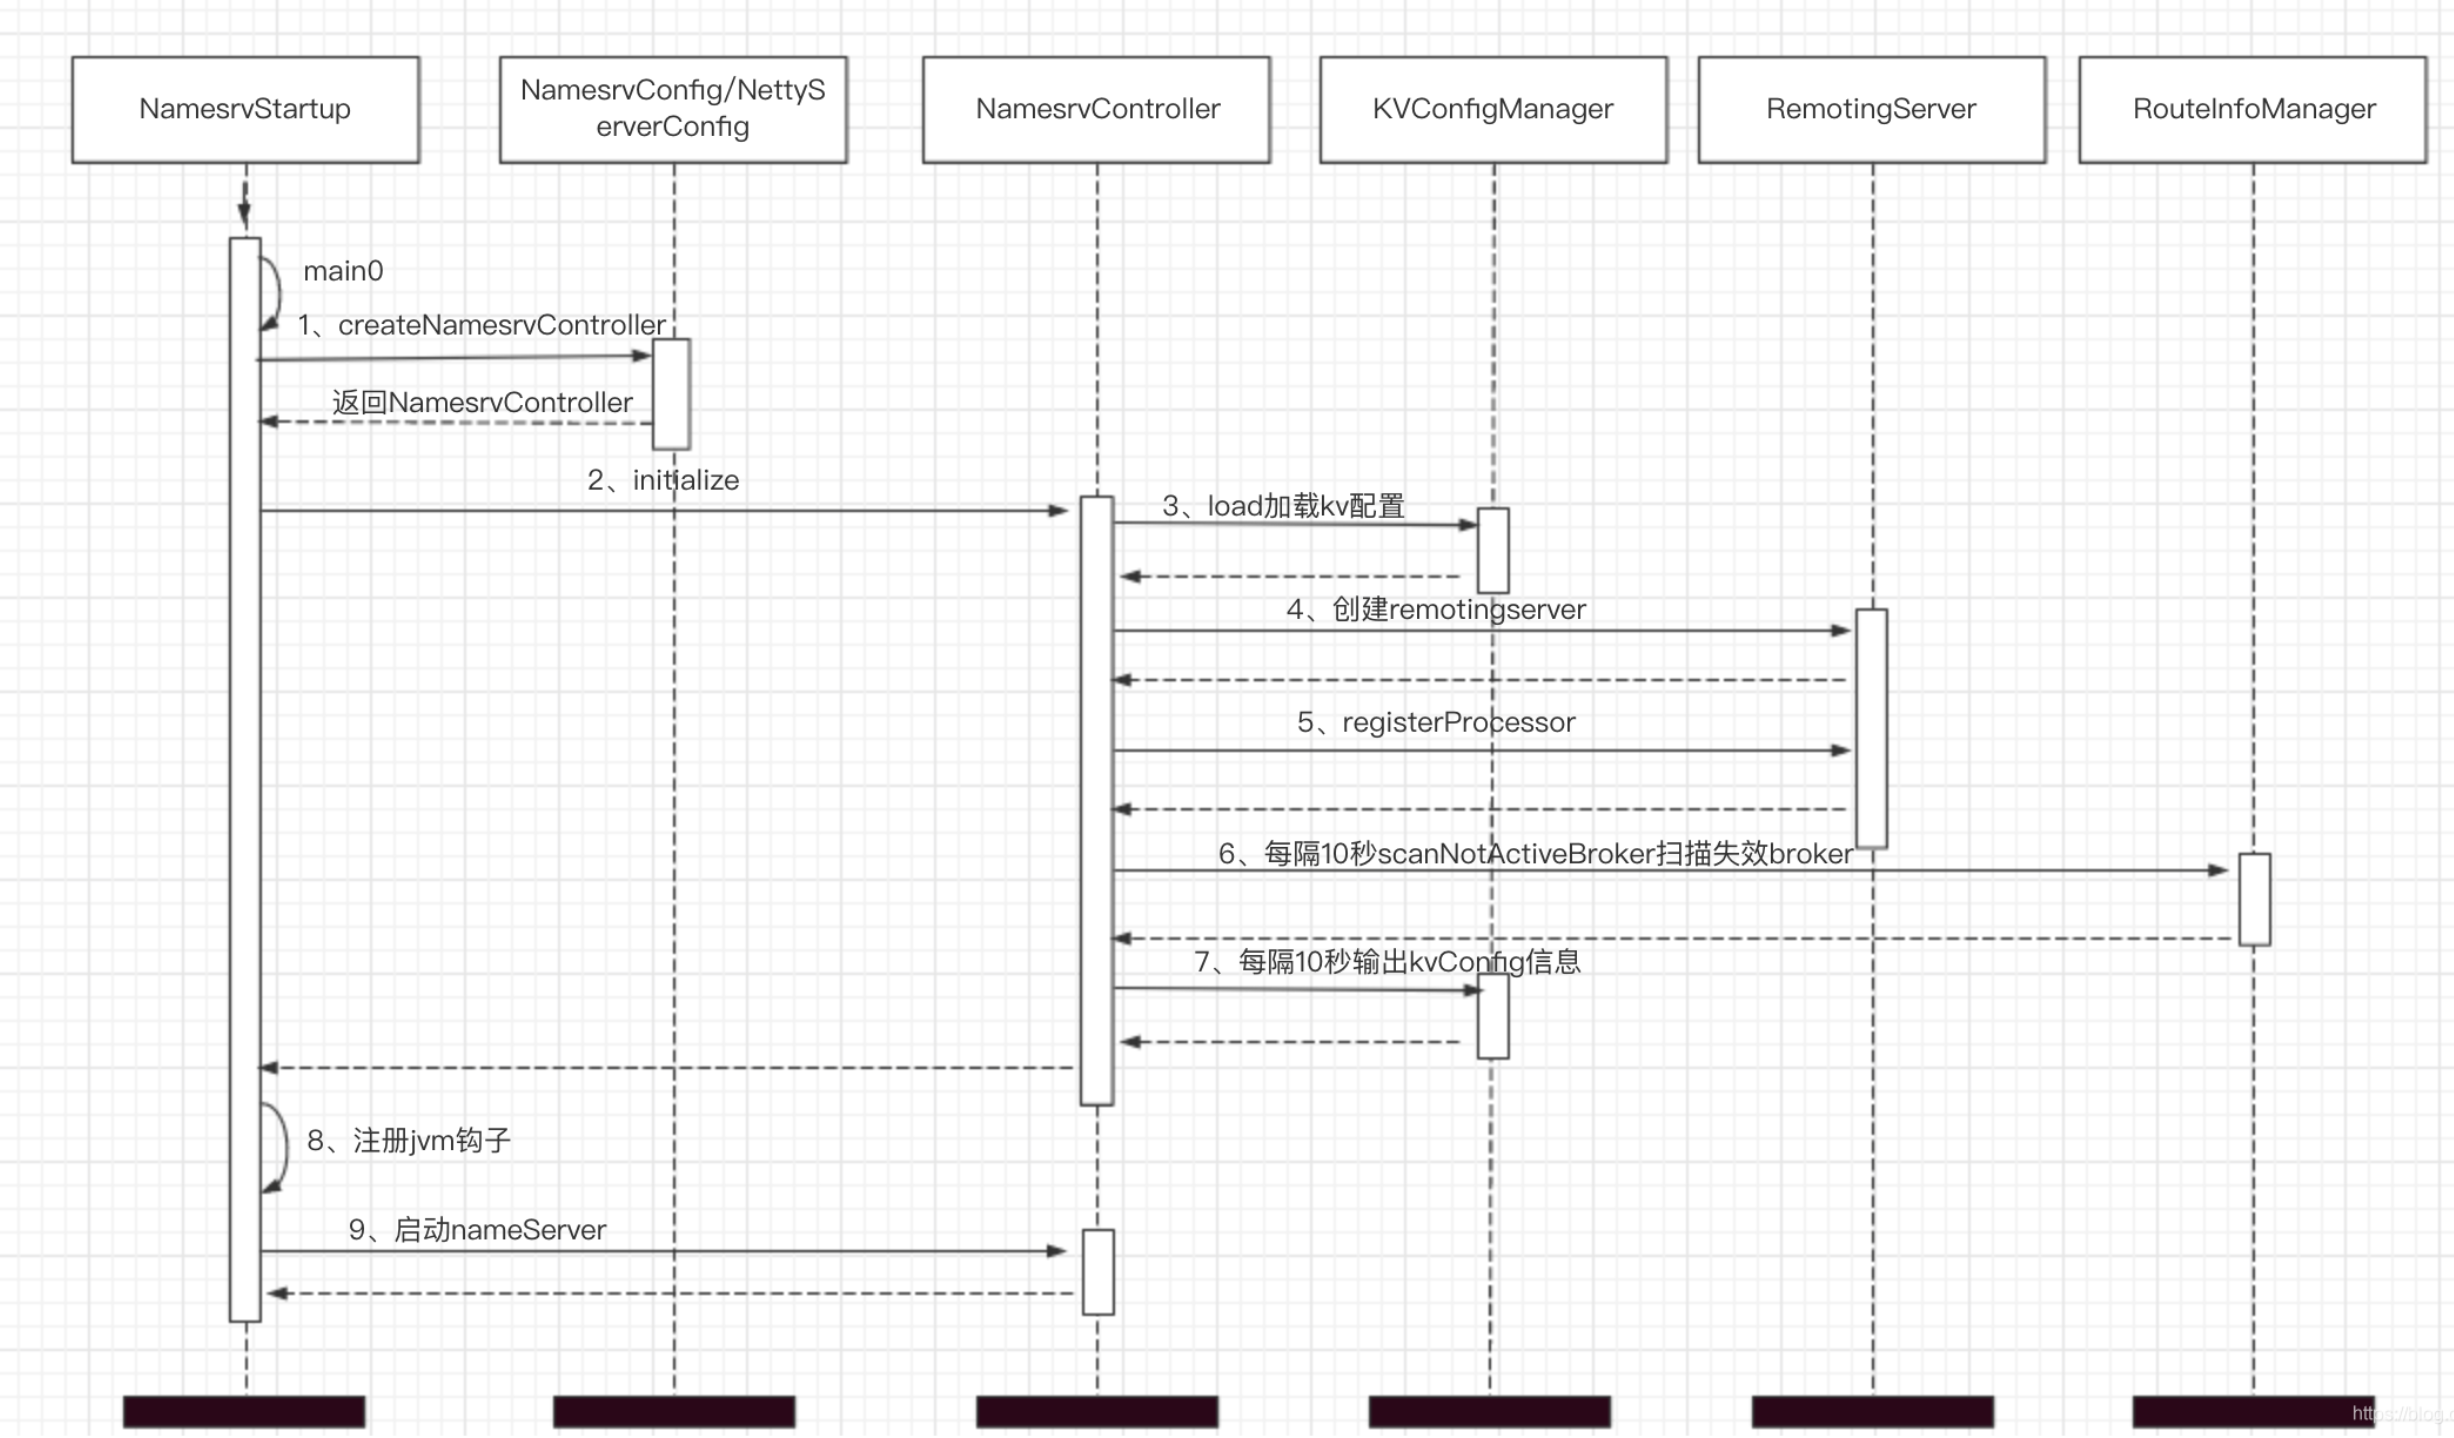 NamesrvStartup
NamesrvConfig/NettyS
erverConfig
NamesrvController
KVConfigManager
RemotingServer
RouteInfoManager
main0
1、createNamesrvController
返回NamesrvController
2、initialize
3、load加载kv配置
4、创建remotingserver
5、registerProcessor
6、每隔10秒scanNotActiveBroker扫描失效broker
7、每隔10秒输出kvConfig信息
8、注册jvm钩子
9、启动nameServer
https://blog.